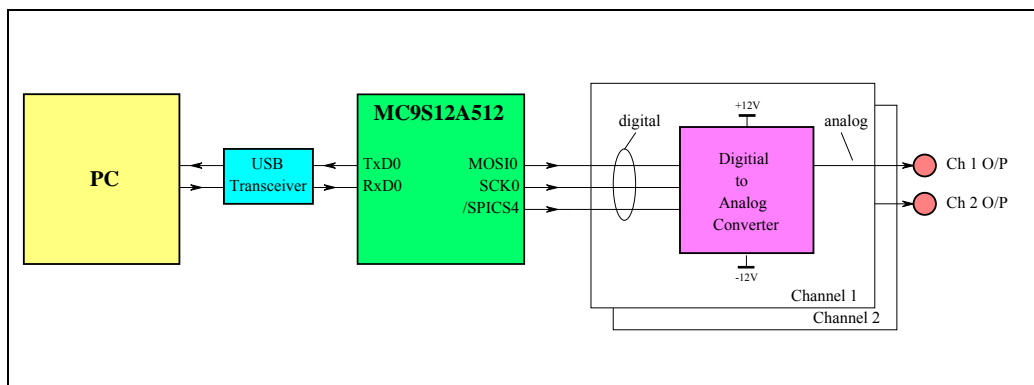 PC
USB
Transceiver
MC9S12A512
TxD0
RxD0
MOSI0
SCK0
/SPICS4
digital
+12V
Digitial
to
Analog
Converter
-12V
analog
Channel 1
Channel 2
Ch 1 O/P
Ch 2 O/P